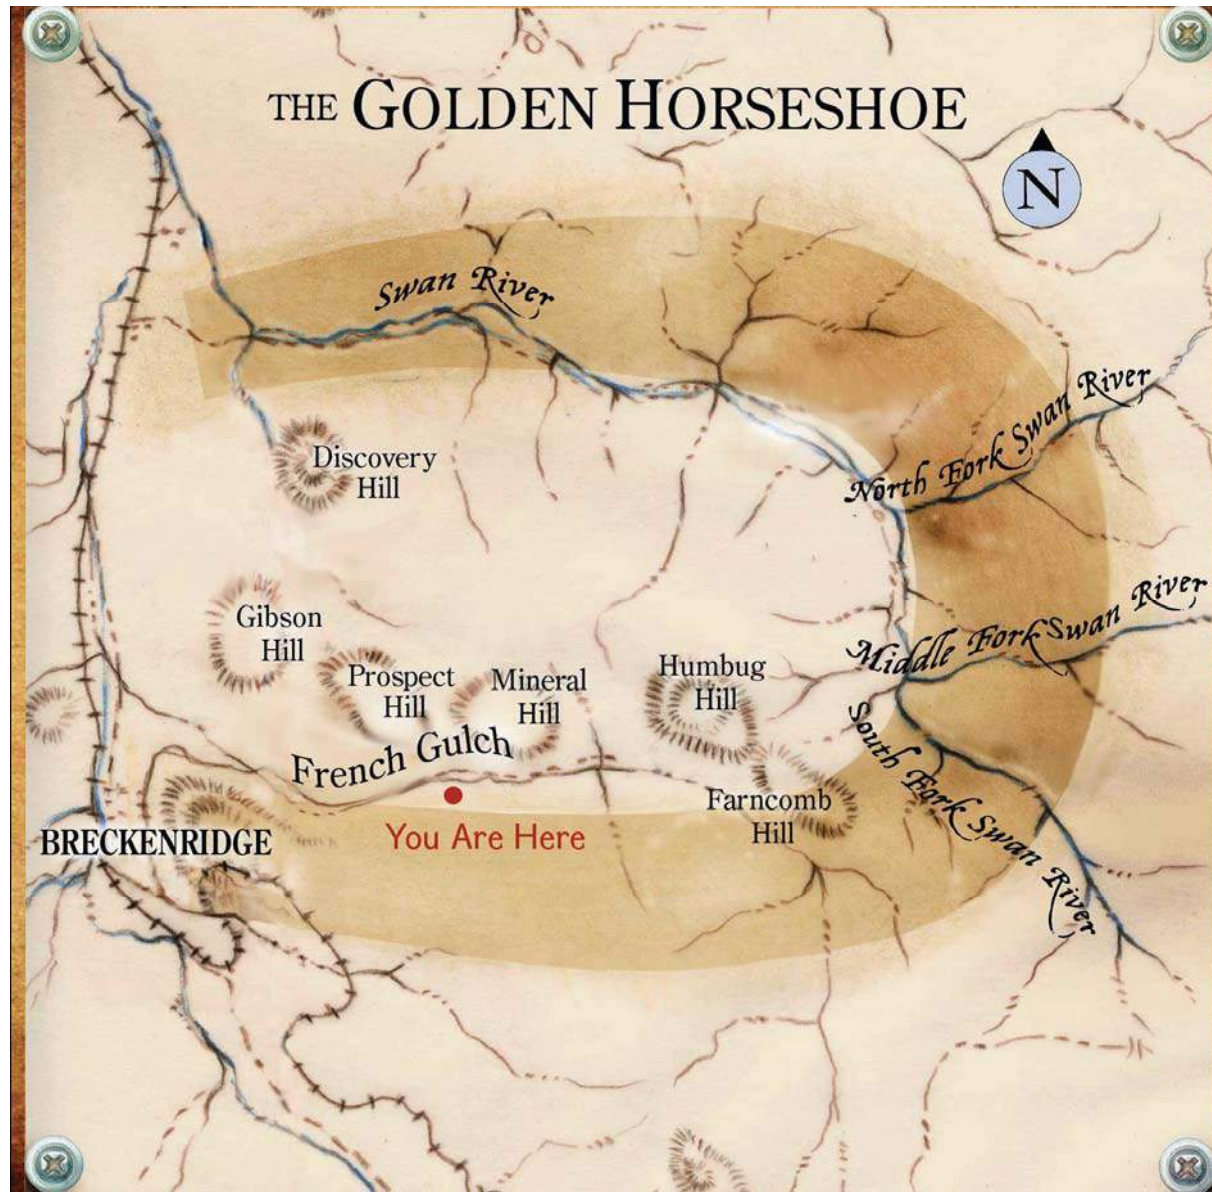 THE GOLDEN HORSESHOE
N
Swan River
North Fork Swan River
Discovery
Hill
Gibson
Hill
Middle Fork Swan River
Prospect
Hill
Mineral
Hill
Humbug
Hill
French Gulch
South Fork Swan River
Farncomb
Hill
You Are Here
BRECKENRIDGE